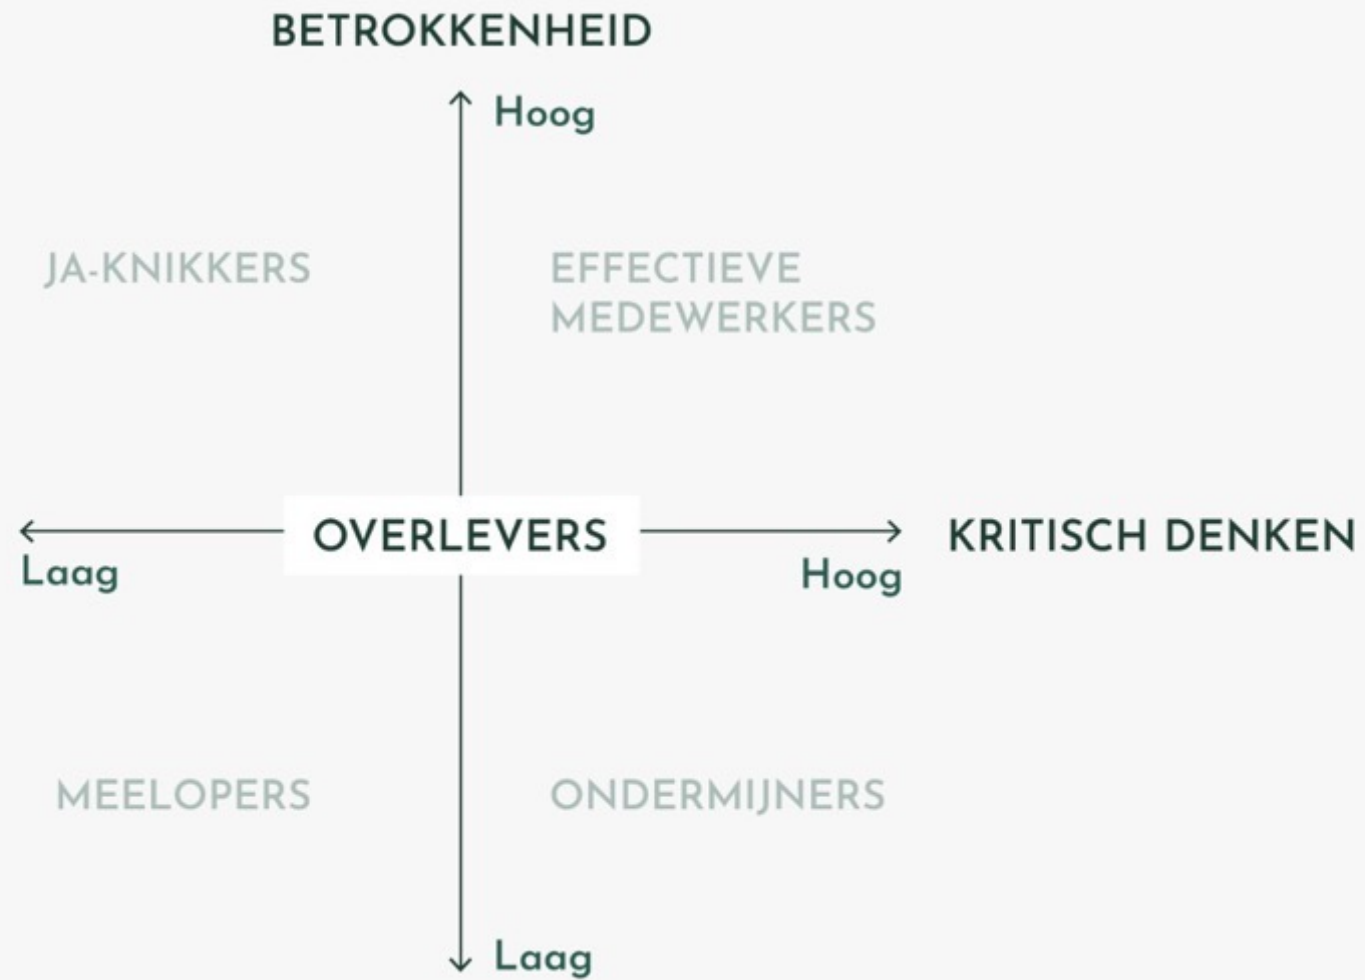 BETROKKENHEID
Hoog
JA-KNIKKERS
EFFECTIEVE
MEDEWERKERS
OVERLEVERS
KRITISCH DENKEN
Laag
Hoog
MEELOPERS
ONDERMIJNERS
Laag